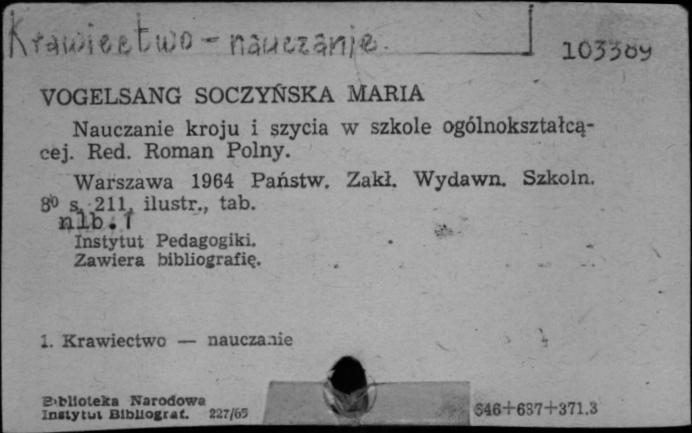 Krawiectwo - nauczanie.
103389
VOGELSANG SOCZYŃSKA MARIA
Nauczanie kroju i szycia w szkole ogólnokształcą-
cej. Red. Roman Polny.
Warszawa 1964 Państw. Zakł. Wydawn. Szkoln.
8⁰ s. 211, ilustr., tab.
nlb. 1
Instytut Pedagogiki.
Zawiera bibliografię.
1. Krawiectwo — nauczanie
Biblioteka Narodowa
Instytut Bibliograf. 227/65
646+687+371.3